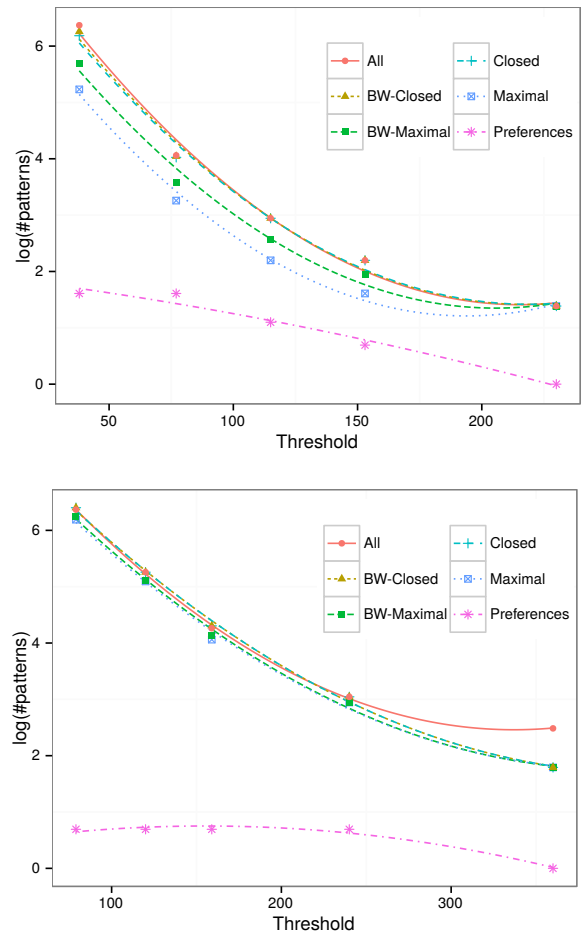 6
4
2
0
log(#patterns)
All
Closed
BW-Closed
Maximal
BW-Maximal
Preferences
50 100 150 200
Threshold
6
4
2
0
log(#patterns)
All
Closed
BW-Closed
Maximal
BW-Maximal
Preferences
100 200 300
Threshold